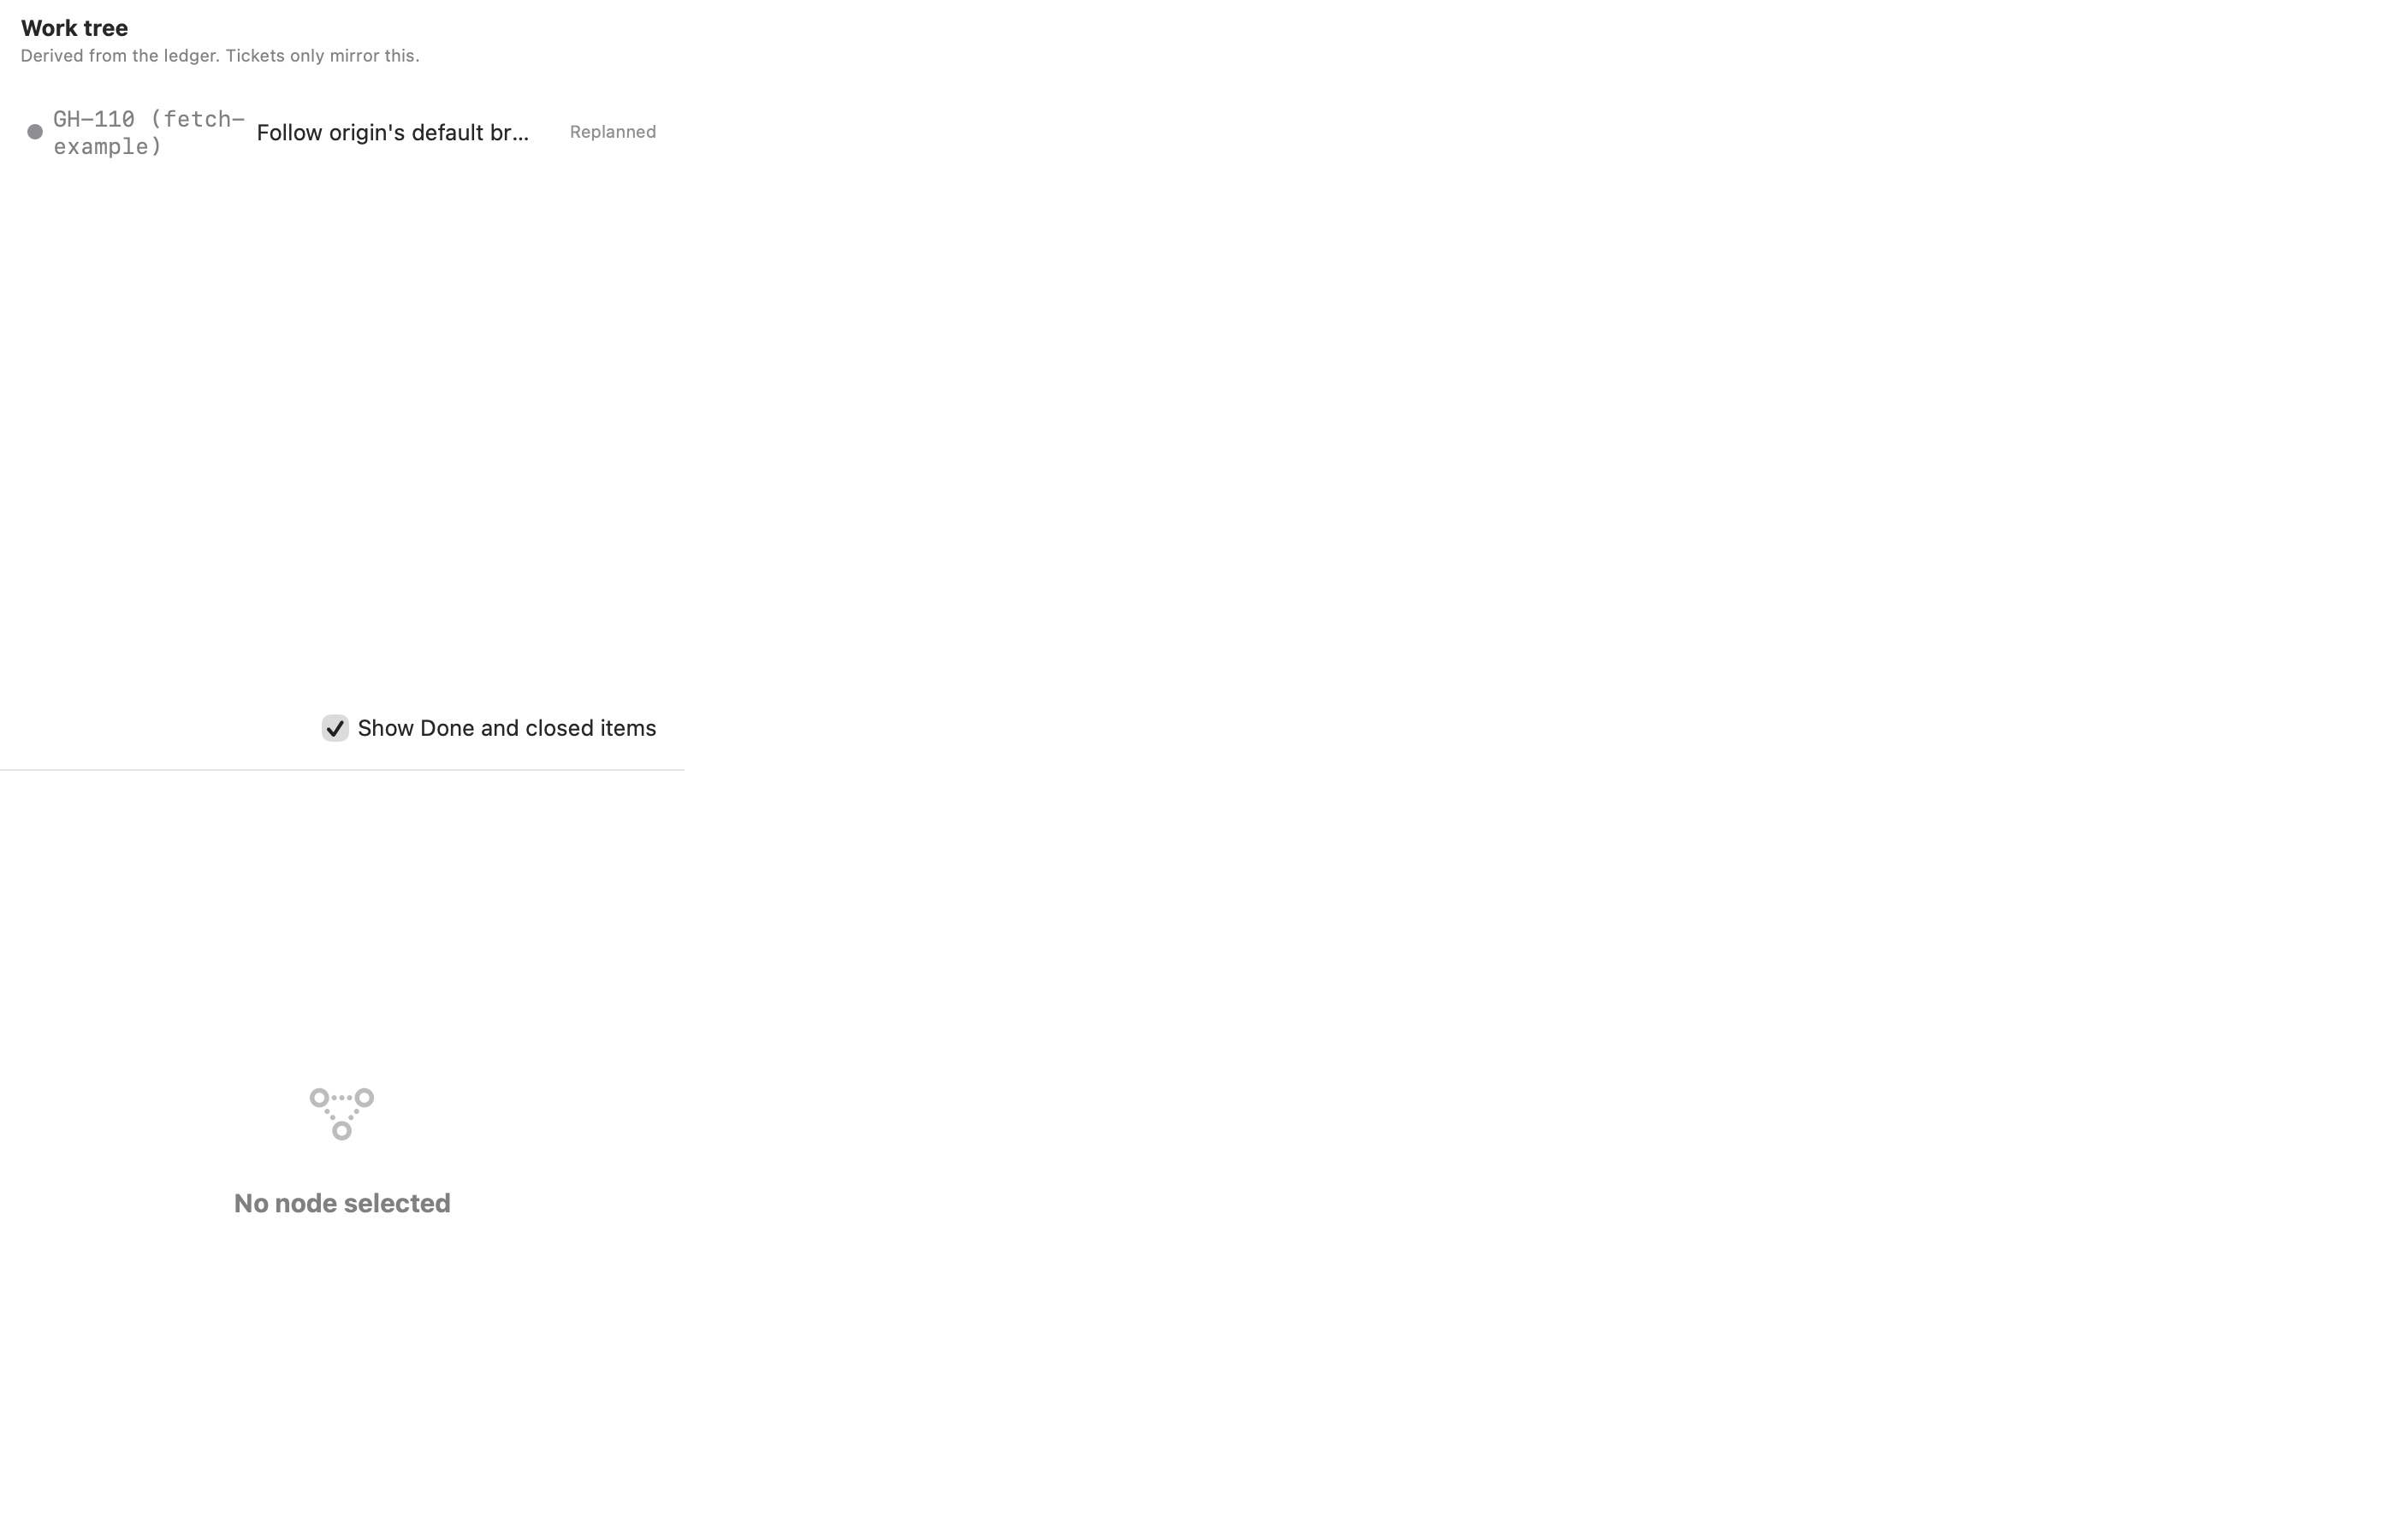 Work tree
Derived from the ledger. Tickets only mirror this.
GH-110 (fetch-
example)
Follow origin's default br...
Replanned
Show Done and closed items
No node selected